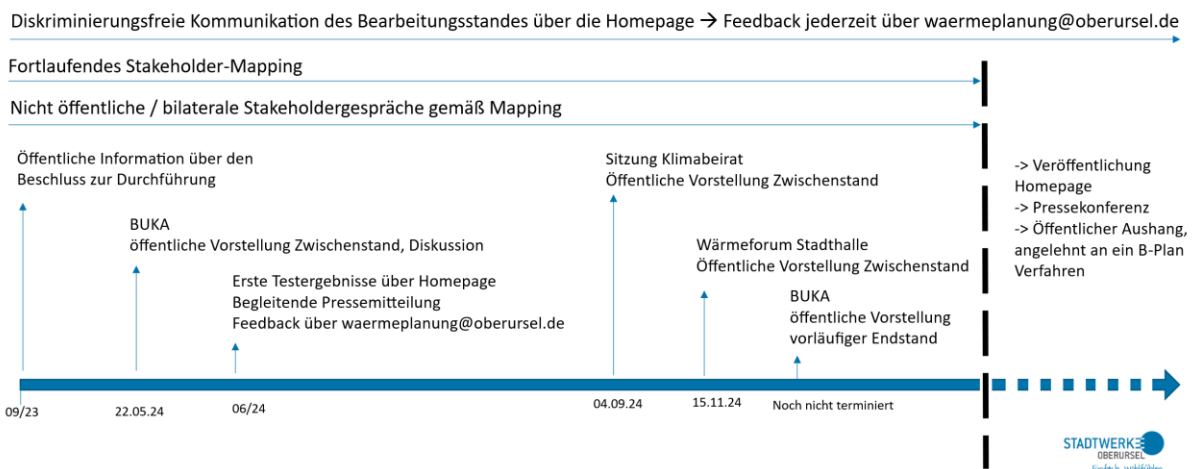 Diskriminierungsfreie Kommunikation des Bearbeitungsstandes über die Homepage → Feedback jederzeit über waermeplanung@oberursel.de
Fortlaufendes Stakeholder-Mapping
Nicht öffentliche / bilaterale Stakeholdergespräche gemäß Mapping
Öffentliche Information über den
Beschluss zur Durchführung
BUKA
öffentliche Vorstellung Zwischenstand, Diskussion
Erste Testergebnisse über Homepage
Begleitende Pressemitteilung
Feedback über waermeplanung@oberursel.de
Sitzung Klimabeirat
Öffentliche Vorstellung Zwischenstand
Wärmeforum Stadthalle
Öffentliche Vorstellung Zwischenstand
BUKA
öffentliche Vorstellung
vorläufiger Endstand
-> Veröffentlichung
Homepage
-> Pressekonferenz
-> Öffentlicher Aushang,
angelehnt an ein B-Plan
Verfahren
09/23
22.05.24
06/24
04.09.24
15.11.24
Noch nicht terminiert
STADTWERKE
OBERURSEL
Einfach wohlfühlen